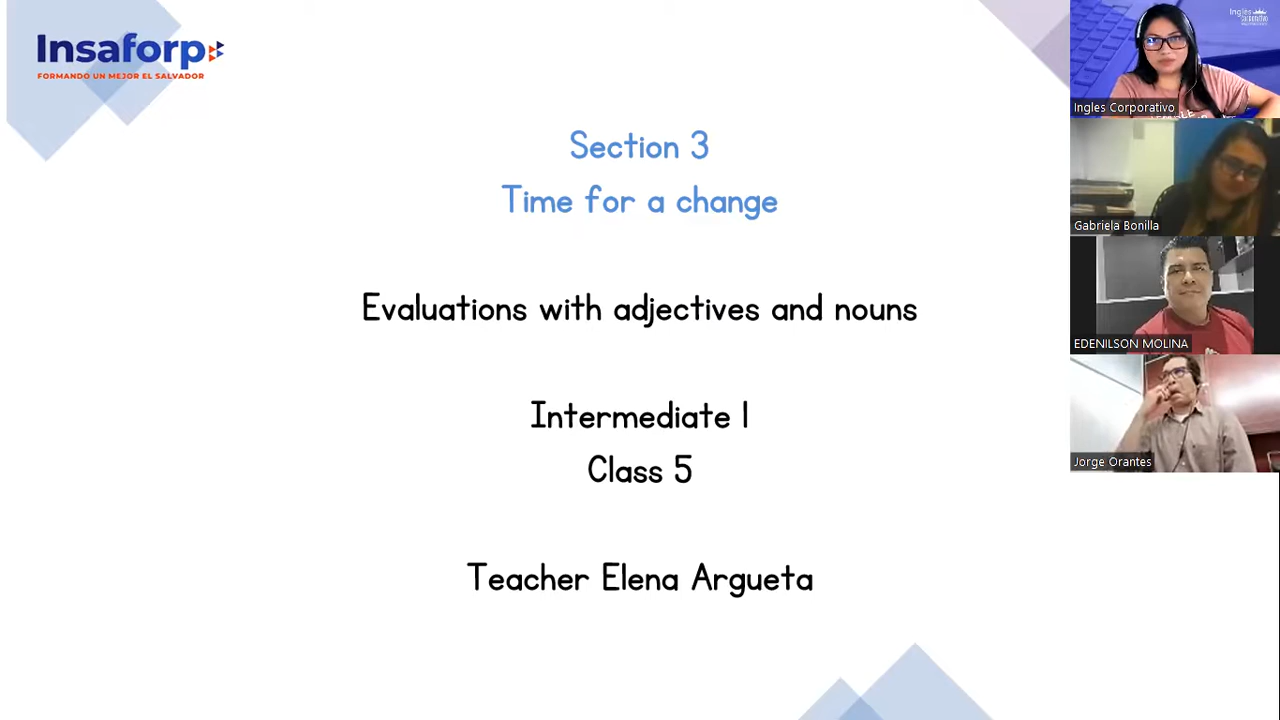 Insaforp
FORMANDO UN MEJOR EL SALVADOR
Section 3
Time for a change
Evaluations with adjectives and nouns
Intermediate 1
Class 5
Teacher Elena Argueta
Ingles Corporativo
Gabriela Bonilla
EDENILSON MOLINA
Jorge Orantes